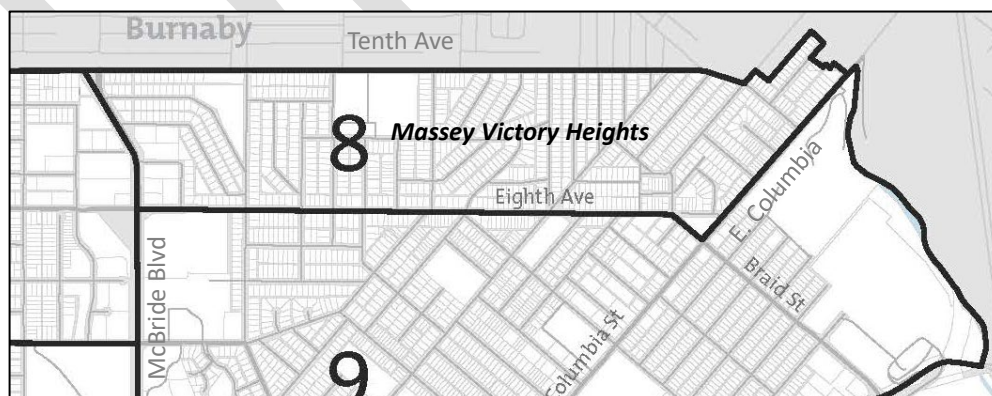 Burnaby
Tenth Ave
8
Massey Victory Heights
Eighth Ave
E. Columbia
McBride Blvd
Braid St
Columbia St
9